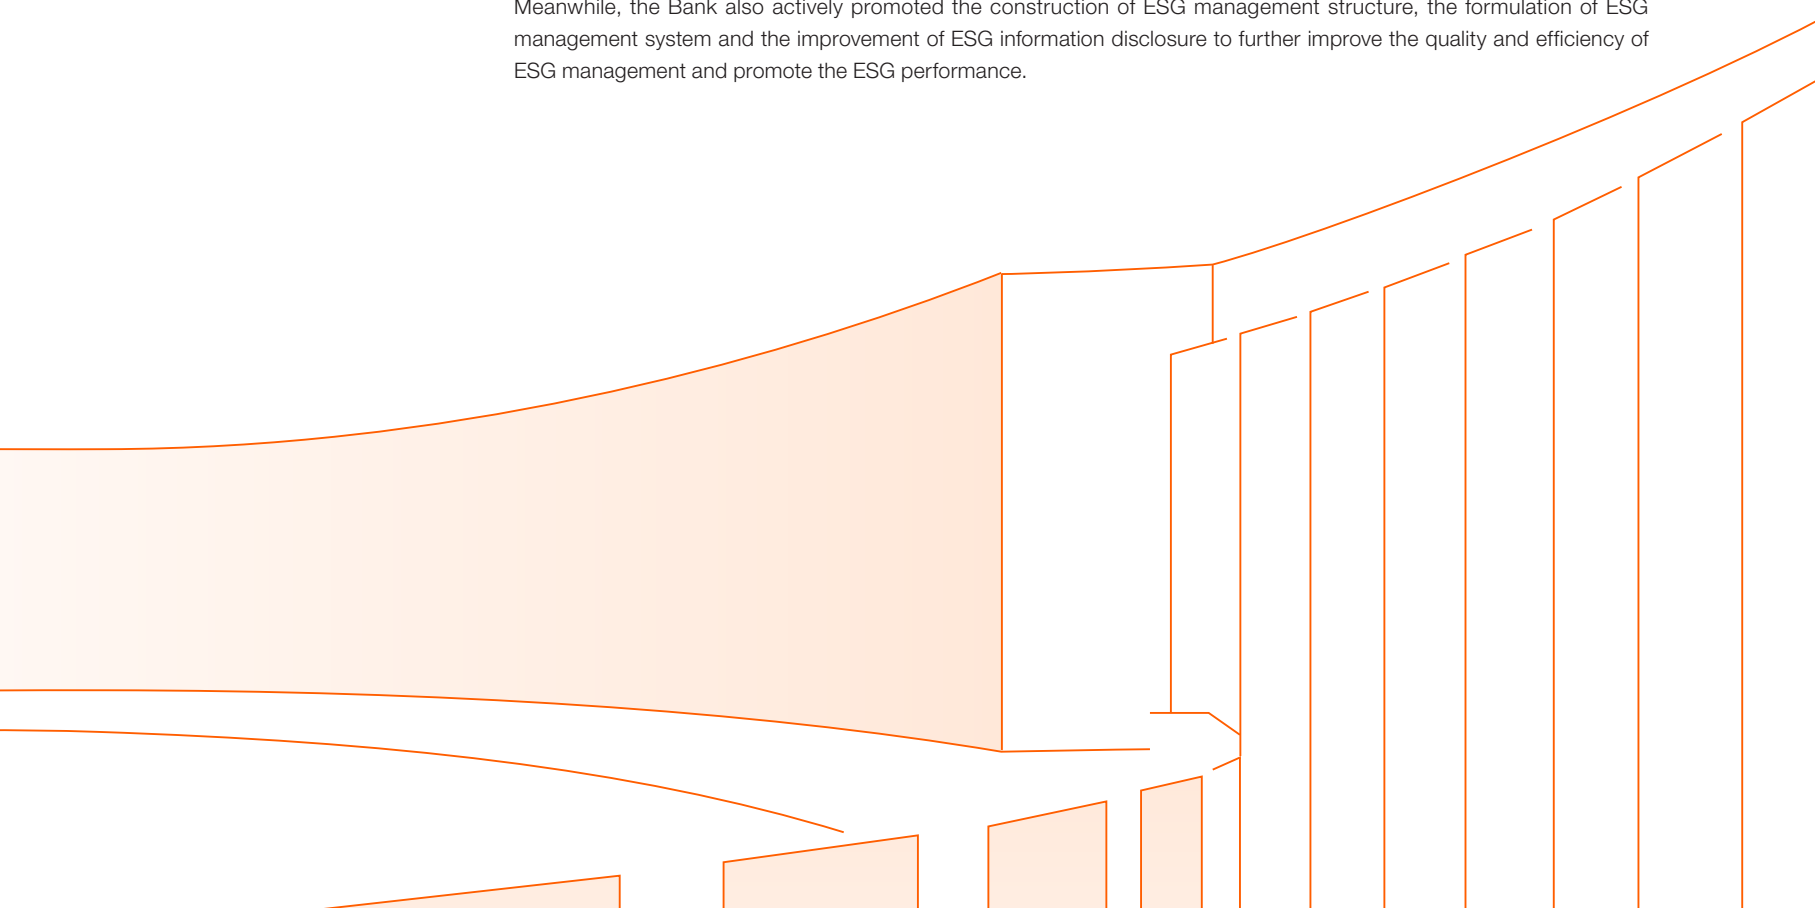 Meanwhile, the Bank also actively promoted the construction of ESG management structure, the formulation of ESG
management system and the improvement of ESG information disclosure to further improve the quality and efficiency of
ESG management and promote the ESG performance.